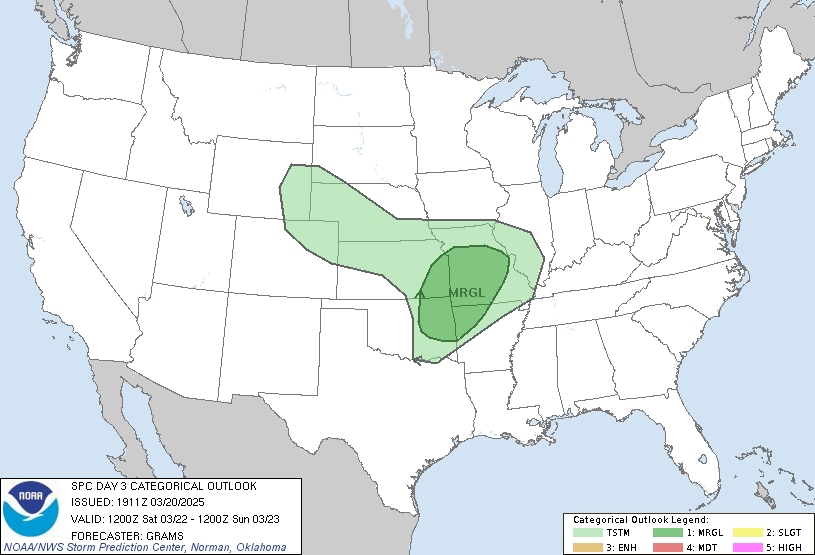 MRGL
NOAA
SPC DAY 3 CATEGORICAL OUTLOOK
ISSUED: 1911Z 03/20/2025
VALID: 1200Z Sat 03/22 - 1200Z Sun 03/23
FORECASTER: GRAMS
NOAA/NWS Storm Prediction Center, Norman, Oklahoma
Categorical Outlook Legend:
TSTM 1: MRGL 2: SLGT
3: ENH 4: MDT 5: HIGH